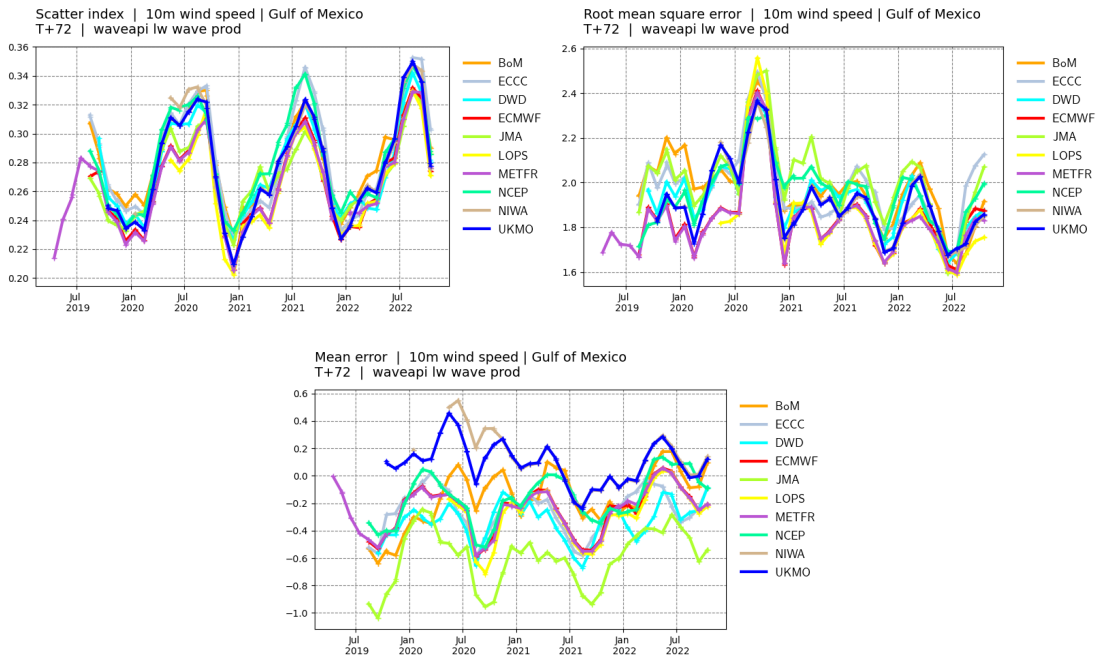 Scatter index | 10m wind speed | Gulf of Mexico
T+72 | waveapi lw wave prod
0.36
0.34
0.32
0.30
0.28
0.26
0.24
0.22
0.20
Jul
2019
Jan
2020
Jul
2020
Jan
2021
Jul
2021
Jan
2022
Jul
2022
BoM
ECCC
DWD
ECMWF
JMA
LOPS
METFR
NCEP
NIWA
UKMO
Root mean square error | 10m wind speed | Gulf of Mexico
T+72 | waveapi lw wave prod
2.6
2.4
2.2
2.0
1.8
1.6
Jul
2019
Jan
2020
Jul
2020
Jan
2021
Jul
2021
Jan
2022
Jul
2022
BoM
ECCC
DWD
ECMWF
JMA
LOPS
METFR
NCEP
NIWA
UKMO
Mean error | 10m wind speed | Gulf of Mexico
T+72 | waveapi lw wave prod
0.6
0.4
0.2
0.0
−0.2
−0.4
−0.6
−0.8
−1.0
Jul
2019
Jan
2020
Jul
2020
Jan
2021
Jul
2021
Jan
2022
Jul
2022
BoM
ECCC
DWD
ECMWF
JMA
LOPS
METFR
NCEP
NIWA
UKMO